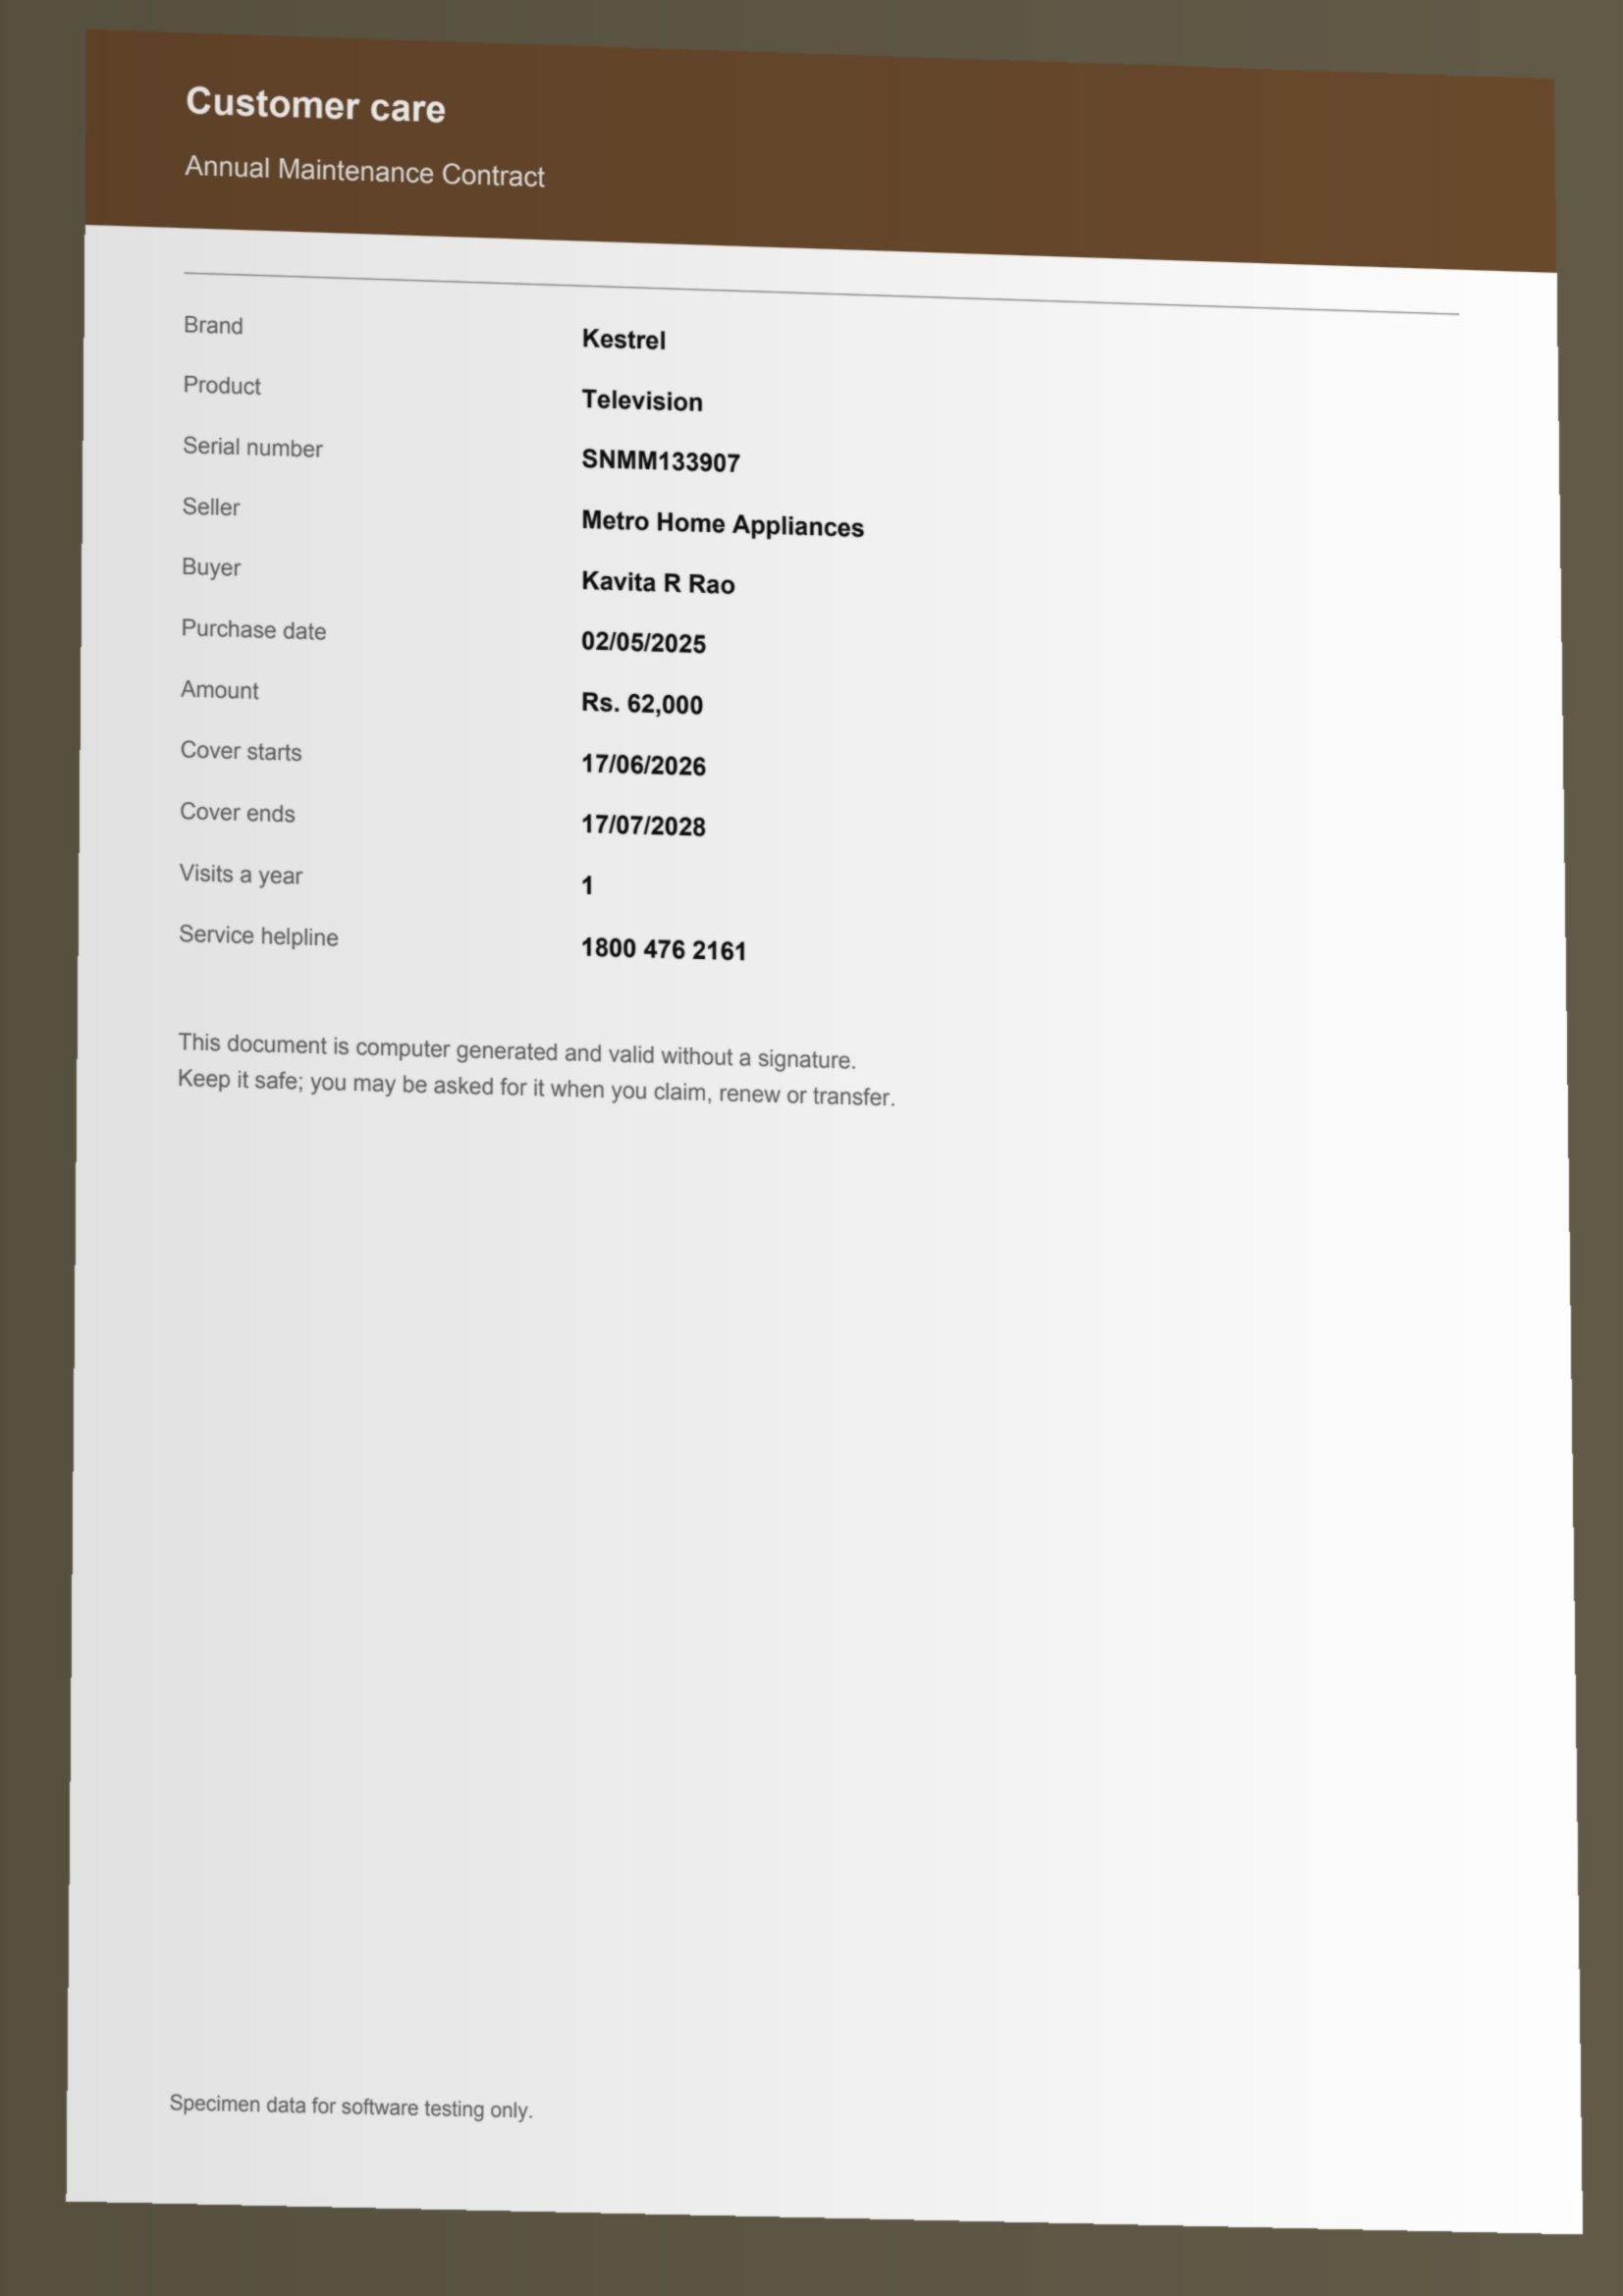 Customer care
Annual Maintenance Contract
Brand Kestrel
Product Television
Serial number SNMM133907
Seller Metro Home Appliances
Buyer Kavita R Rao
Purchase date 02/05/2025
Amount Rs. 62,000
Cover starts 17/06/2026
Cover ends 17/07/2028
Visits a year 1
Service helpline 1800 476 2161
This document is computer generated and valid without a signature.
Keep it safe; you may be asked for it when you claim, renew or transfer.
Specimen data for software testing only.